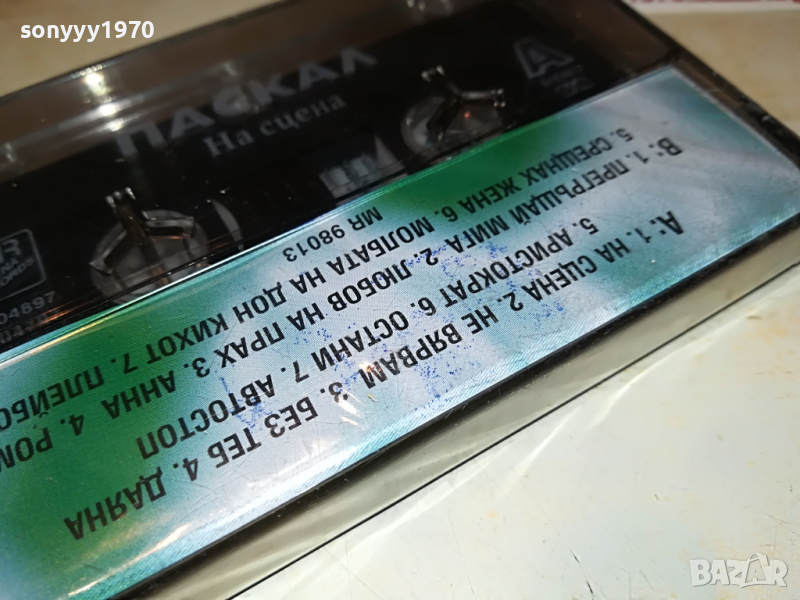 sonyyy1970
ПАСКАЛ
На сцена
A
А: 1. НА СЦЕНА 2. НЕ ВЯРВАМ 3. БЕЗ ТЕБ 4. ДАЯНА
5. АРИСТОКРАТ 6. ОСТАНИ 7. АВТОСТОП
В: 1. ПРЕГРЪЩАЙ МИГА 2. ЛЮБОВ НА ПРАХ 3. АННА 4. РОМ
5. СРЕЩНАХ ЖЕНА 6. МОЛБАТА НА ДОН КИХОТ 7. ПЛЕЙБО
MR 98013
04697
BAZAR